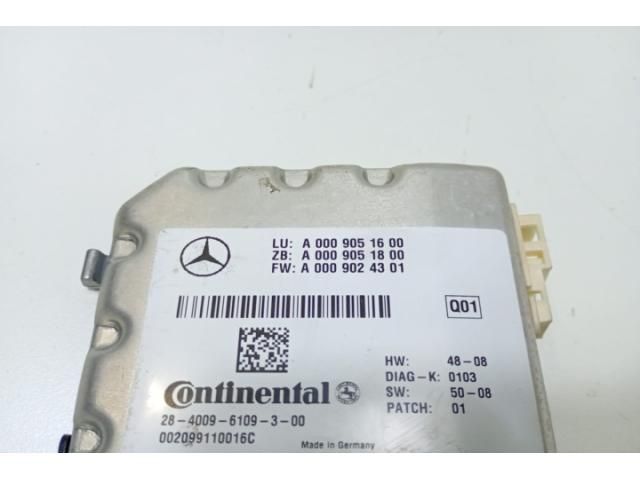 LU: A 000 905 16 00
ZB: A 000 905 18 00
FW: A 000 902 43 01
Q01
HW: 48-08
DIAG-K: 0103
SW: 50-08
PATCH: 01
Continental
28-4009-6109-3-00
002099110016C
Made in Germany